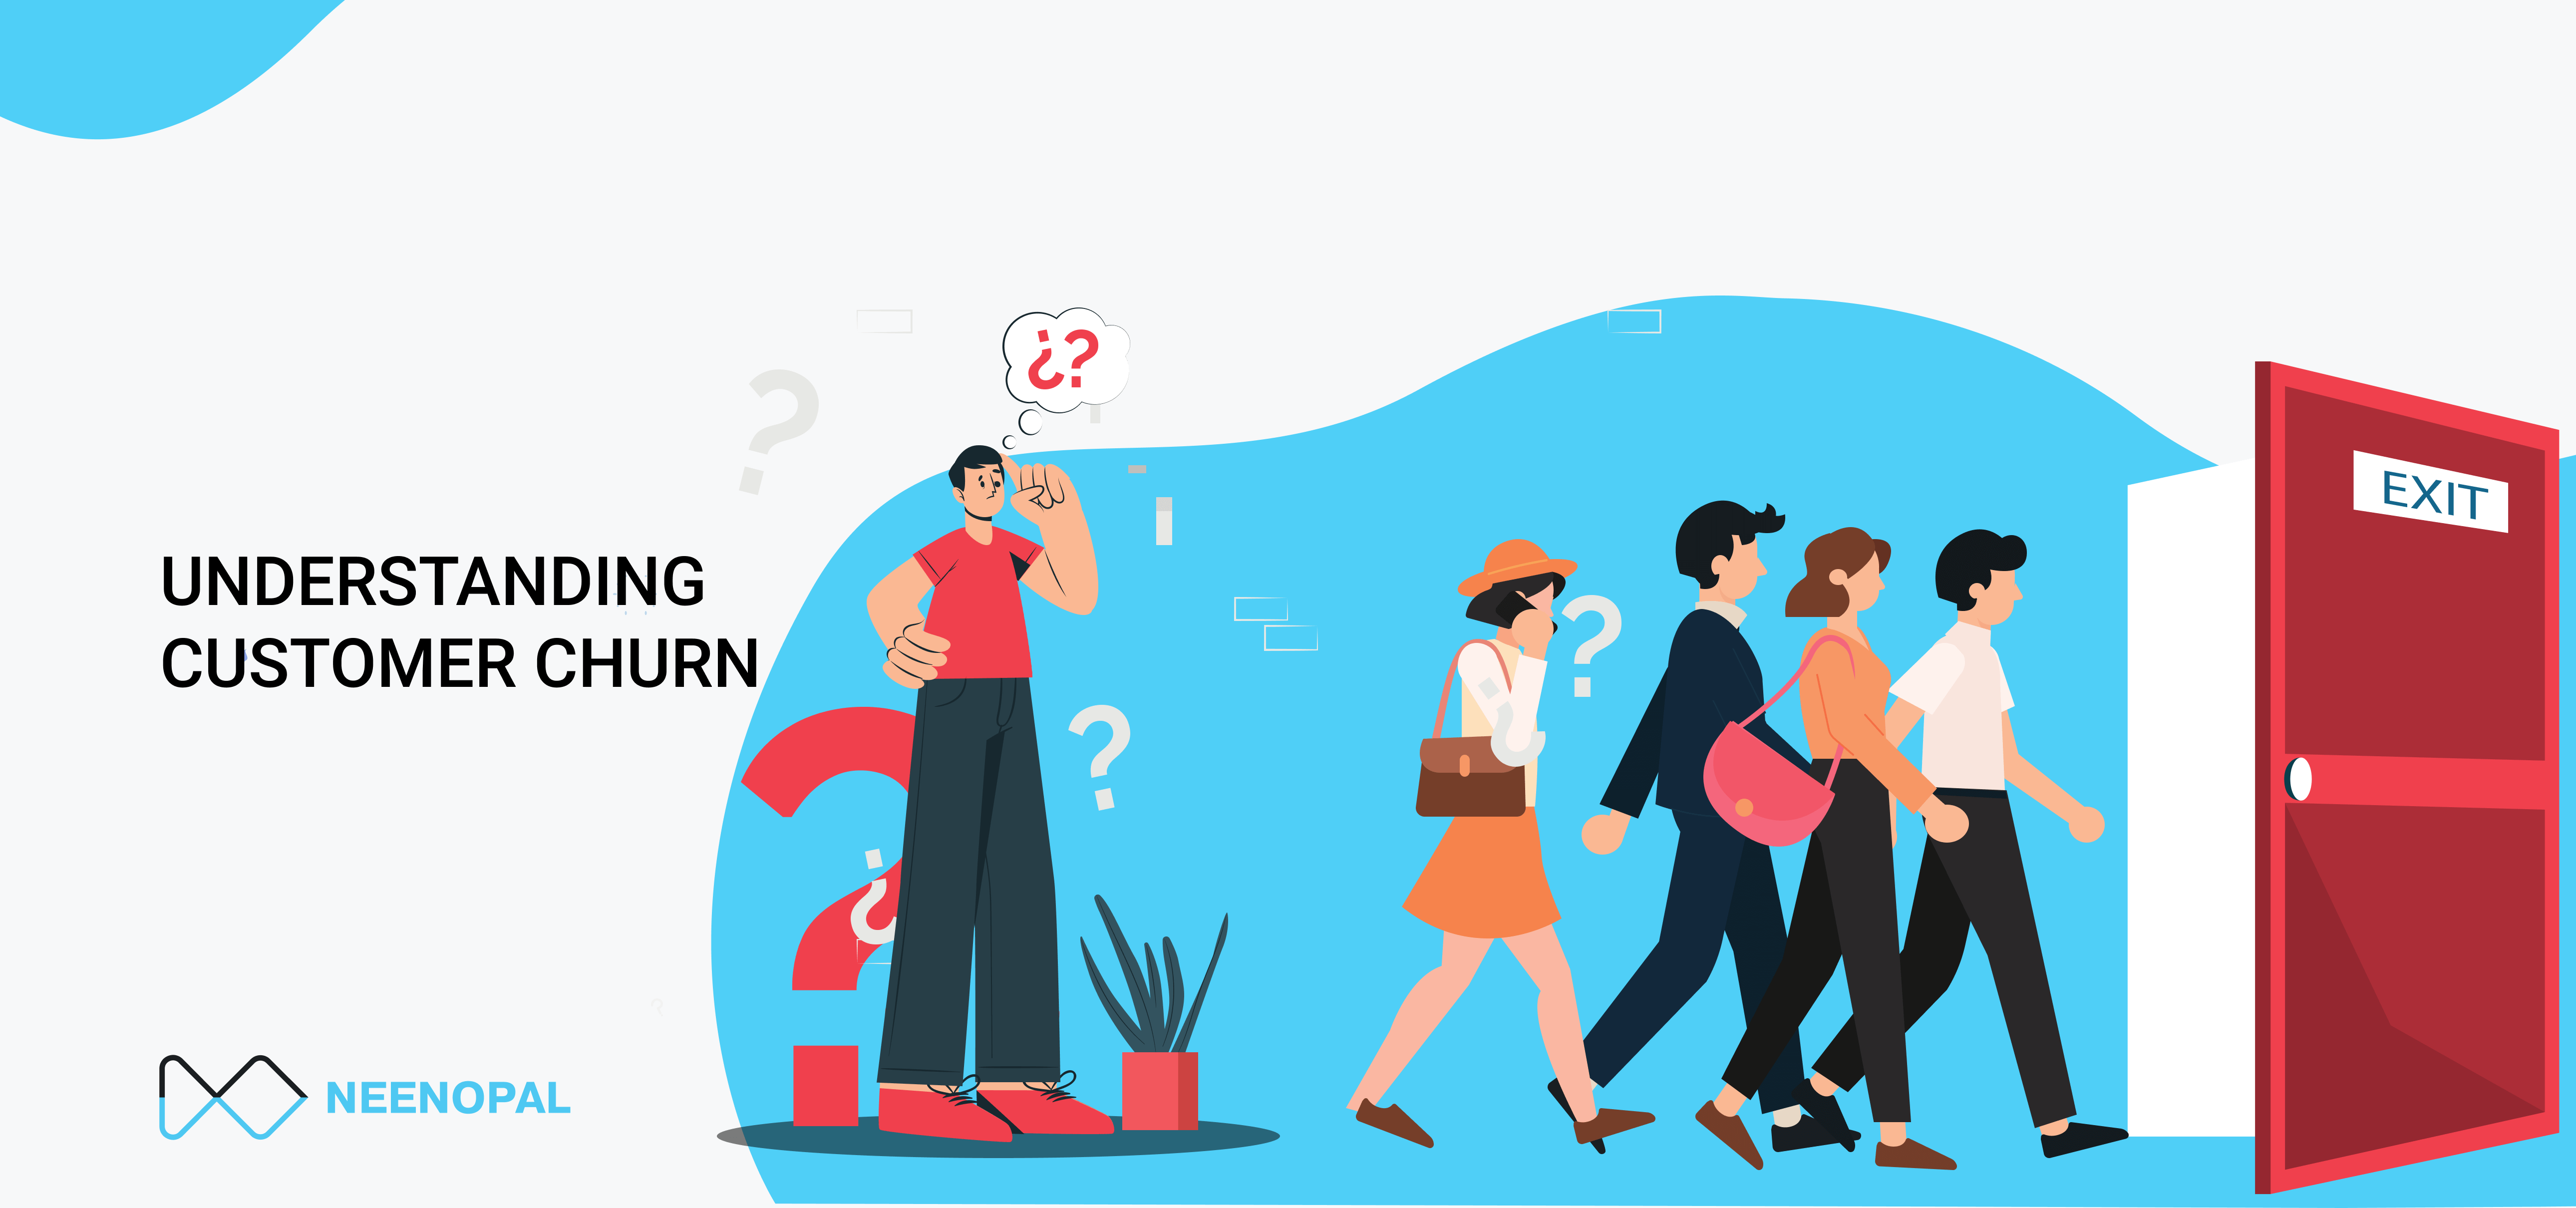 ¿?
EXIT
UNDERSTANDING
CUSTOMER CHURN
NEENOPAL